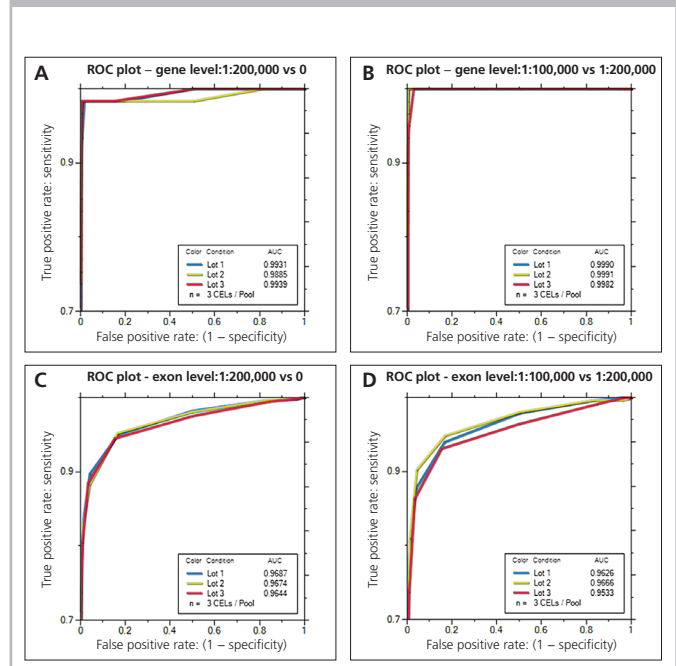 A
ROC plot – gene level:1:200,000 vs 0
True positive rate: sensitivity
0.9
0.7
Color Condition AUC
Lot 1 0.9931
Lot 2 0.9885
Lot 3 0.9939
n = 3 CELs / Pool
0 0.2 0.4 0.6 0.8 1
False positive rate: (1 – specificity)
B
ROC plot – gene level:1:100,000 vs 1:200,000
True positive rate: sensitivity
0.9
0.7
Color Condition AUC
Lot 1 0.9990
Lot 2 0.9991
Lot 3 0.9982
n = 3 CELs / Pool
0 0.2 0.4 0.6 0.8 1
False positive rate: (1 – specificity)
C
ROC plot - exon level:1:200,000 vs 0
True positive rate: sensitivity
0.9
0.7
Color Condition AUC
Lot 1 0.9687
Lot 2 0.9674
Lot 3 0.9644
n = 3 CELs / Pool
0 0.2 0.4 0.6 0.8 1
False positive rate: (1 – specificity)
D
ROC plot - exon level:1:100,000 vs 1:200,000
True positive rate: sensitivity
0.9
0.7
Color Condition AUC
Lot 1 0.9626
Lot 2 0.9666
Lot 3 0.9533
n = 3 CELs / Pool
0 0.2 0.4 0.6 0.8 1
False positive rate: (1 – specificity)